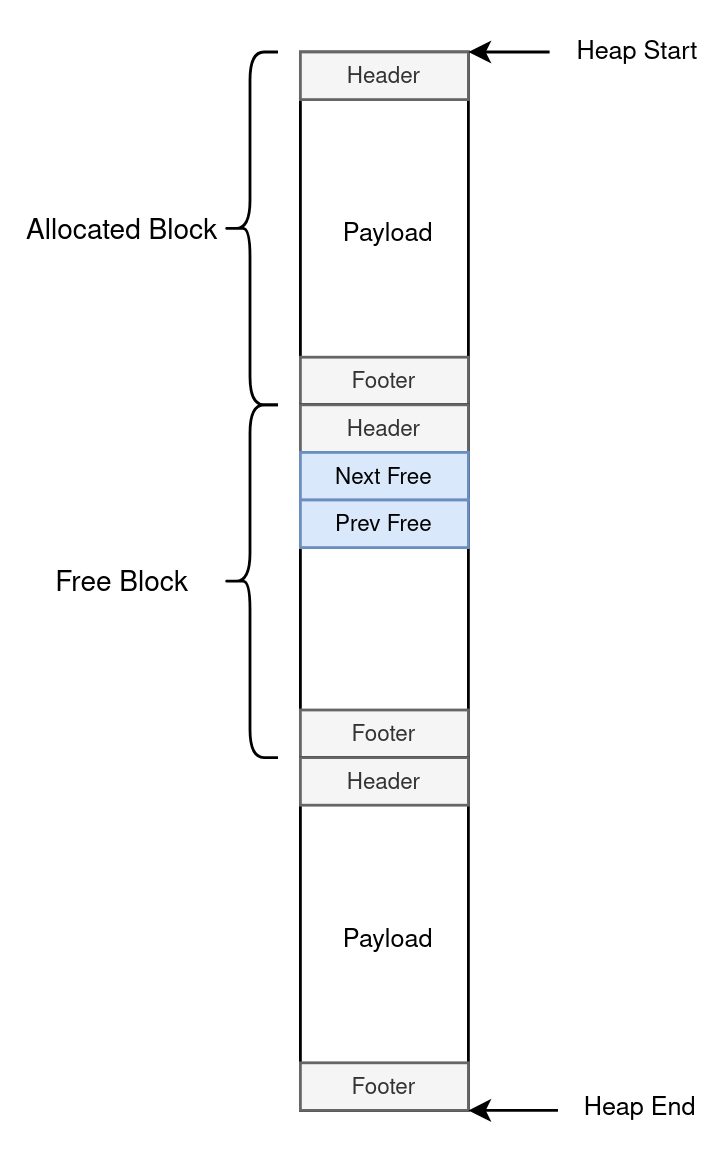 Heap Start
Header
Allocated Block
Payload
Footer
Header
Next Free
Prev Free
Free Block
Footer
Header
Payload
Footer
Heap End